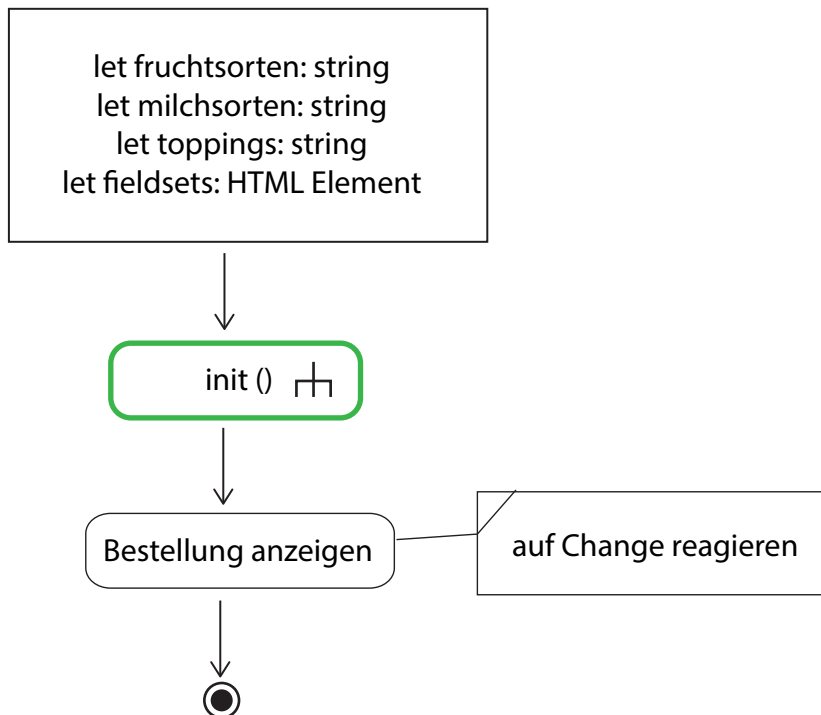 let fruchtsorten: string
let milchsorten: string
let toppings: string
let fieldsets: HTML Element
init ()
Bestellung anzeigen
auf Change reagieren